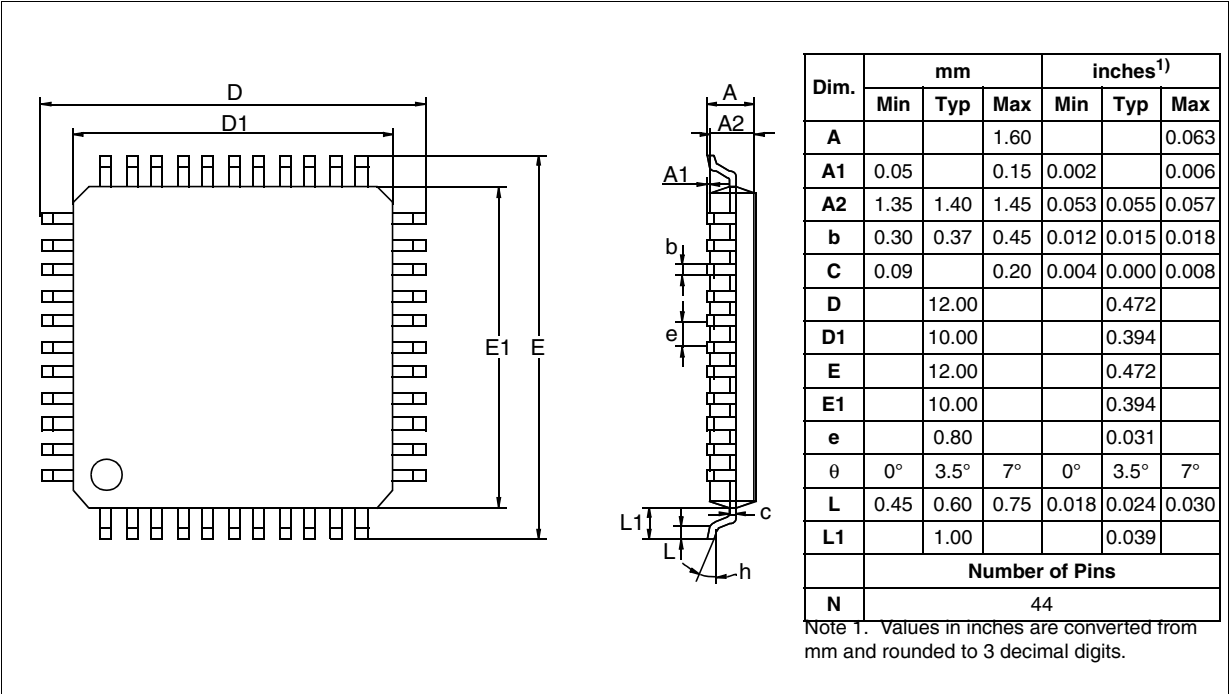 D
D1
E1 E
A
A2
A1
b
e
c
L1
L
h
Dim. mm inches1)
Min Typ Max Min Typ Max
A 1.60 0.063
A1 0.05 0.15 0.002 0.006
A2 1.35 1.40 1.45 0.053 0.055 0.057
b 0.30 0.37 0.45 0.012 0.015 0.018
C 0.09 0.20 0.004 0.000 0.008
D 12.00 0.472
D1 10.00 0.394
E 12.00 0.472
E1 10.00 0.394
e 0.80 0.031
θ 0° 3.5° 7° 0° 3.5° 7°
L 0.45 0.60 0.75 0.018 0.024 0.030
L1 1.00 0.039
Number of Pins
N 44
Note 1. Values in inches are converted from
mm and rounded to 3 decimal digits.